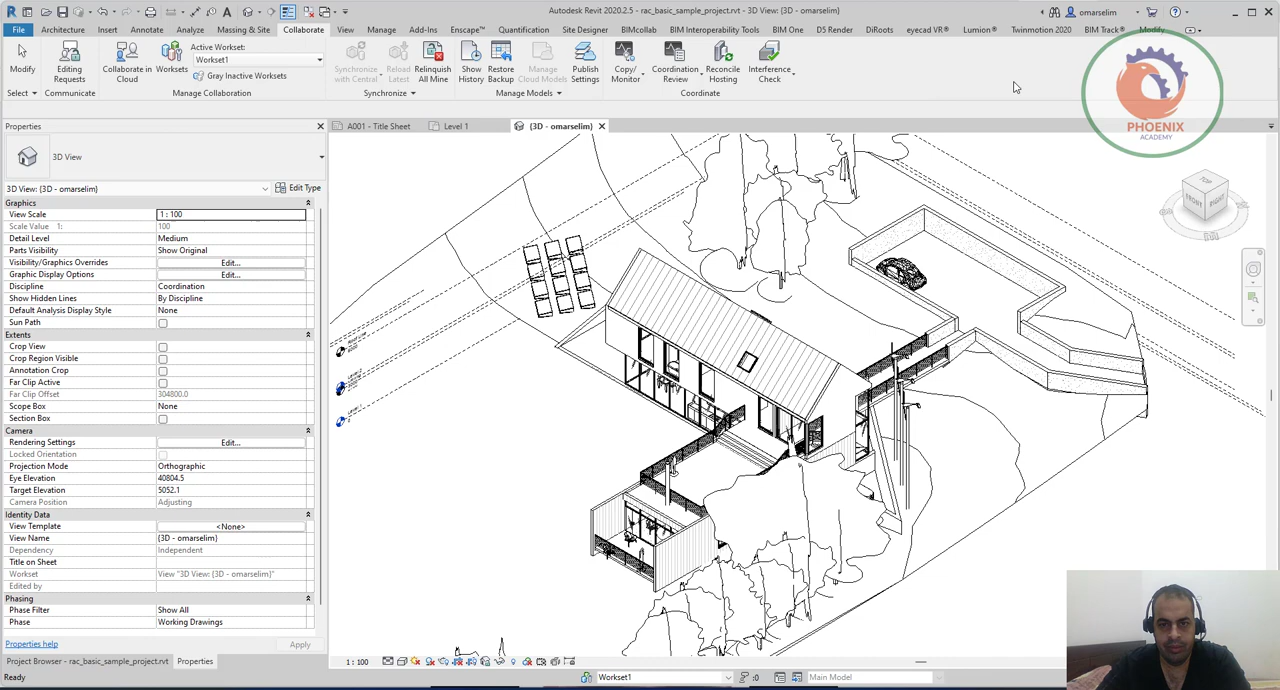 Autodesk Revit 2020.2.5 - rac_basic_sample_project.rvt - 3D View: {3D - omarselim}
omarselim
File Architecture Insert Annotate Analyze Massing & Site Collaborate View Manage Add-Ins Enscape™ Quantification Site Designer BIMcollab BIM Interoperability Tools BIM One D5 Render DiRoots eyecad VR® Lumion® Twinmotion 2020 BIM Track® Modify
Modify
Select
Editing Requests
Communicate
Collaborate in Cloud
Worksets
Active Workset:
Workset1
Gray Inactive Worksets
Manage Collaboration
Synchronize with Central
Reload Latest
Relinquish All Mine
Synchronize
Show History
Restore Backup
Manage Cloud Models
Publish Settings
Manage Models
Copy/ Monitor
Coordination Review
Reconcile Hosting
Interference Check
Coordinate
PHOENIX
ACADEMY
Properties
A001 - Title Sheet
Level 1
{3D - omarselim}
3D View
3D View: {3D - omarselim}
Edit Type
Graphics
View Scale 1 : 100
Scale Value 1: 100
Detail Level Medium
Parts Visibility Show Original
Visibility/Graphics Overrides Edit...
Graphic Display Options Edit...
Discipline Coordination
Show Hidden Lines By Discipline
Default Analysis Display Style None
Sun Path
Extents
Crop View
Crop Region Visible
Annotation Crop
Far Clip Active
Far Clip Offset 304800.0
Scope Box None
Section Box
Camera
Rendering Settings Edit...
Locked Orientation
Projection Mode Orthographic
Eye Elevation 40804.5
Target Elevation 5052.1
Camera Position Adjusting
Identity Data
View Template <None>
View Name {3D - omarselim}
Dependency Independent
Title on Sheet
Workset View "3D View: {3D - omarselim}"
Edited by
Phasing
Phase Filter Show All
Phase Working Drawings
Properties help
Apply
Project Browser - rac_basic_sample_project.rvt
Properties
TOP
FRONT
RIGHT
1 : 100
Ready
Workset1
:0
Main Model